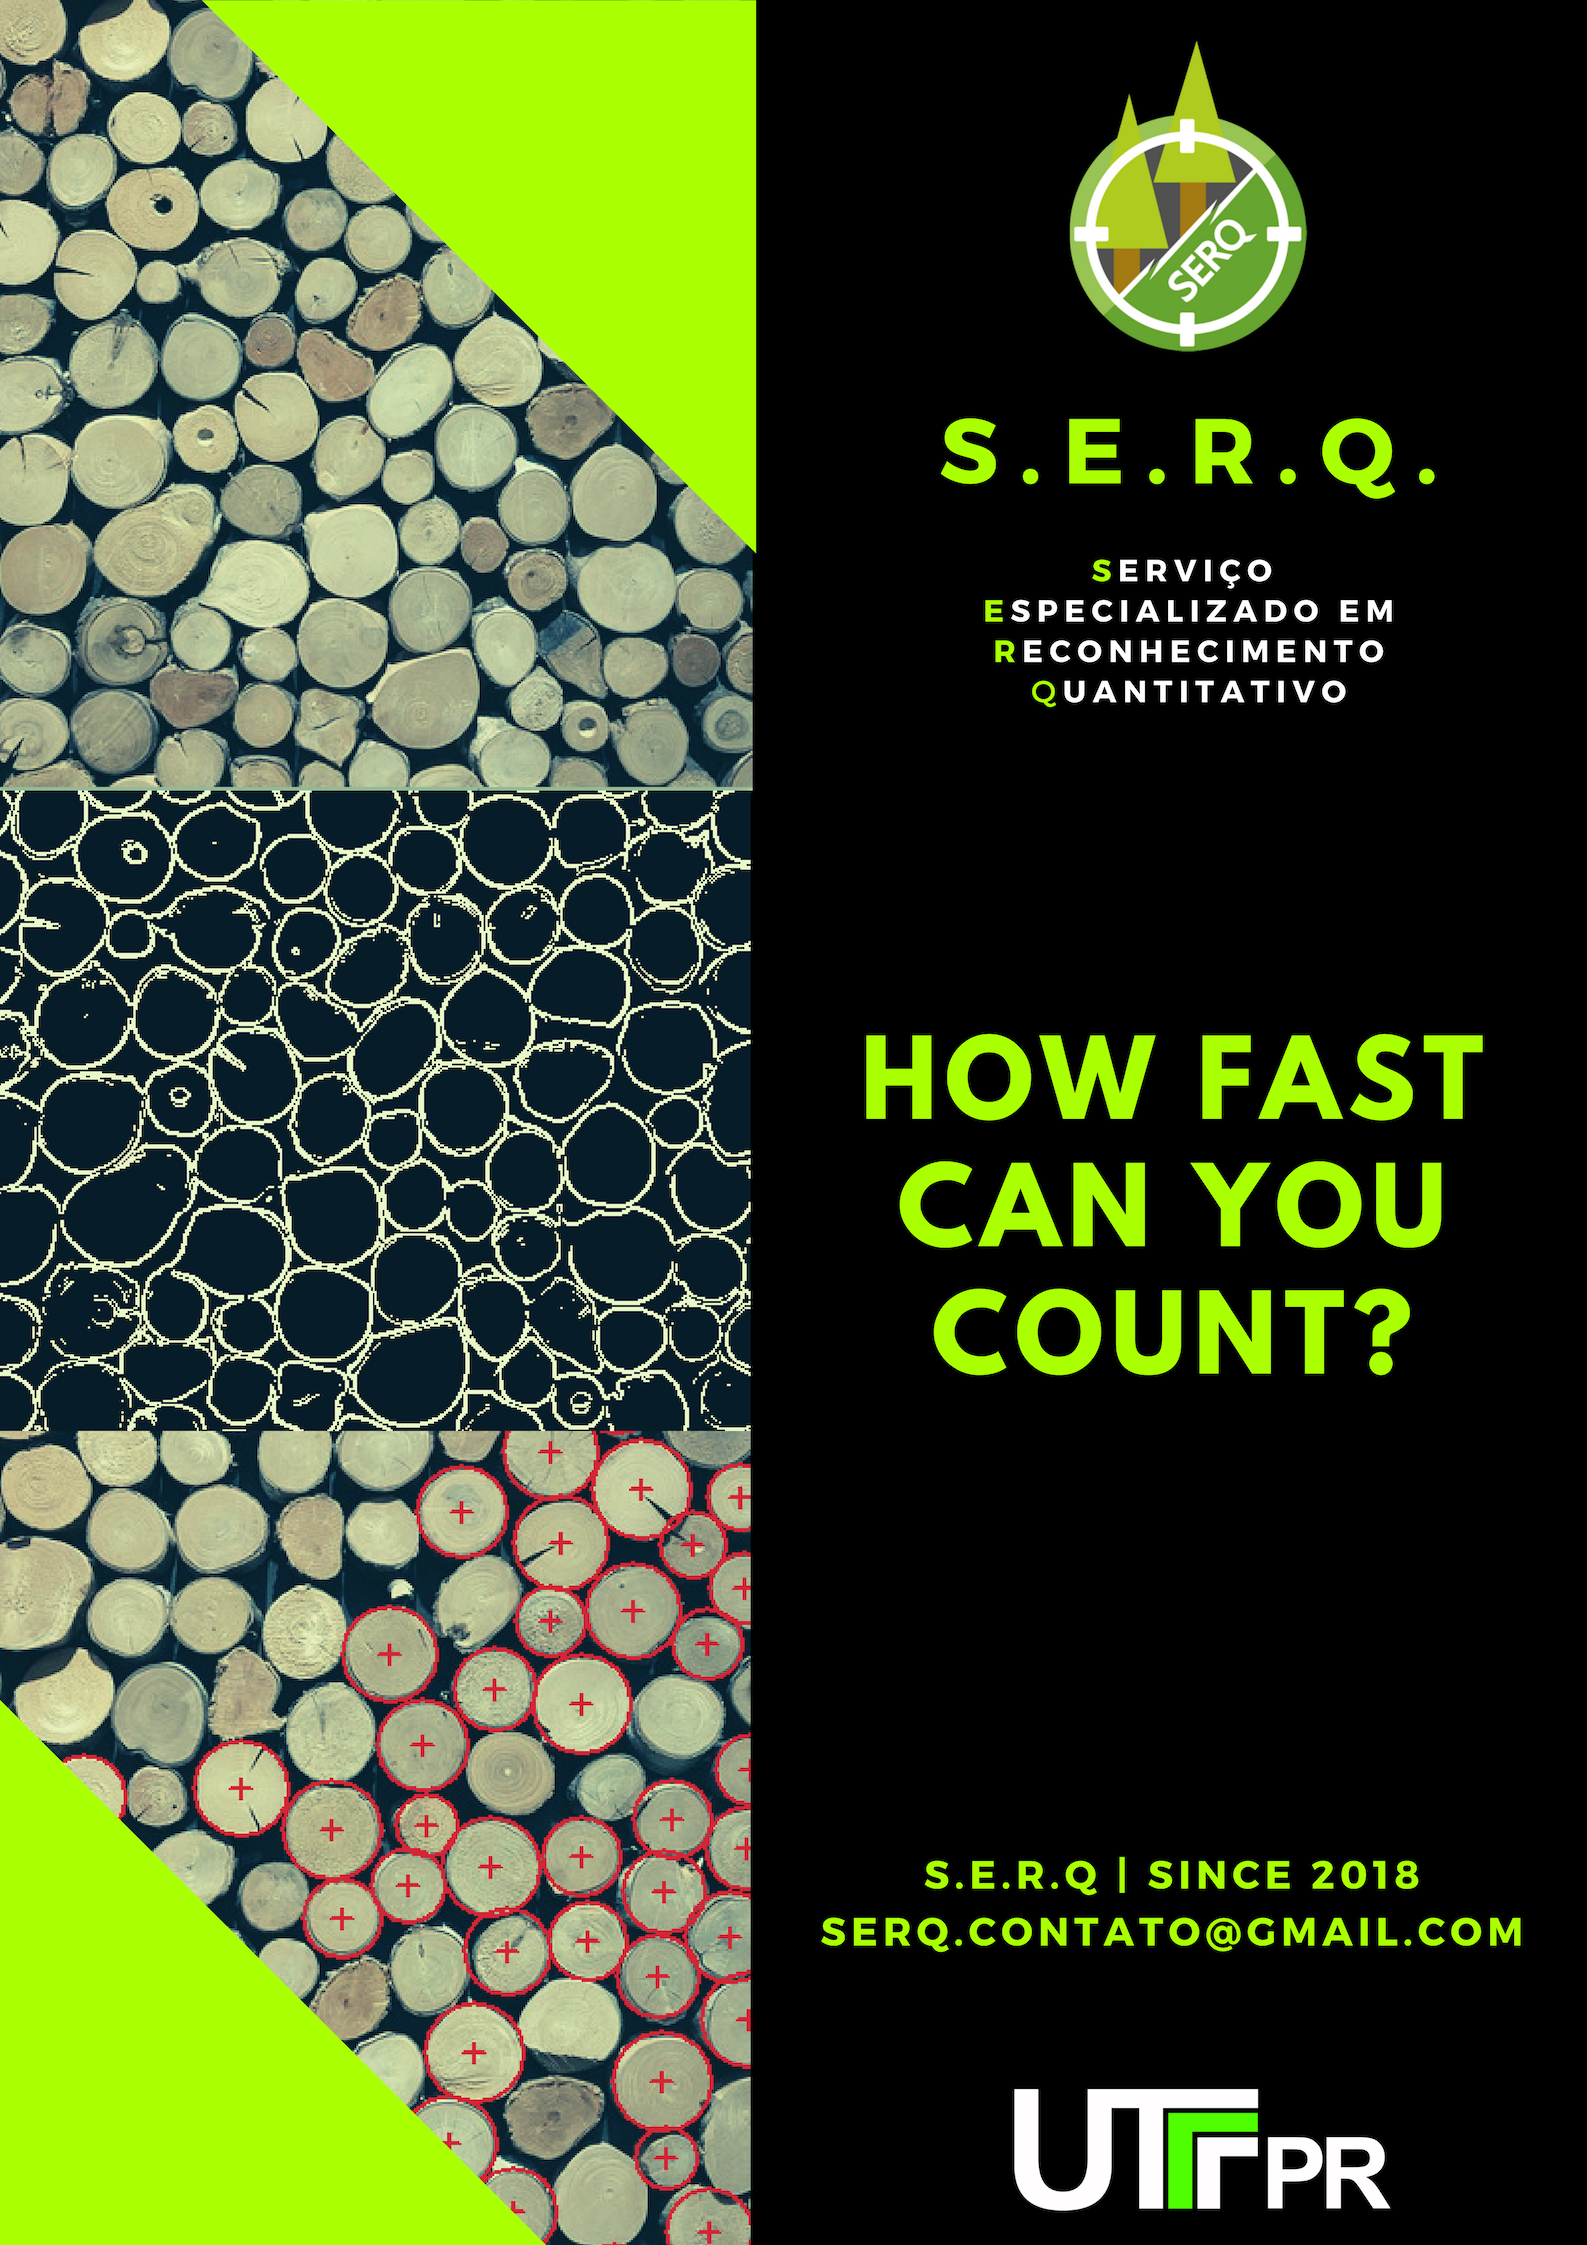 SERQ
S.E.R.Q.
SERVIÇO
ESPECIALIZADO EM
RECONHECIMENTO
QUANTITATIVO
HOW FAST
CAN YOU
COUNT?
S.E.R.Q | SINCE 2018
SERQ.CONTATO@GMAIL.COM
UTFPR